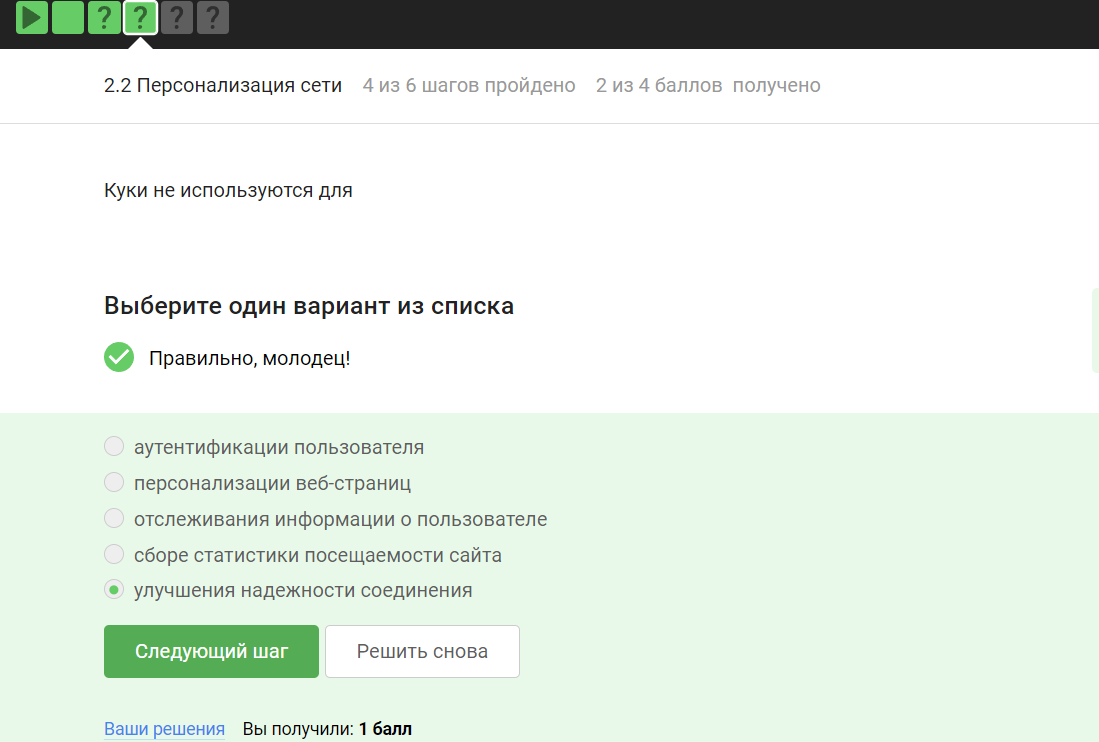 ? ? ? ?
2.2 Персонализация сети 4 из 6 шагов пройдено 2 из 4 баллов получено
Куки не используются для
Выберите один вариант из списка
Правильно, молодец!
аутентификации пользователя
персонализации веб-страниц
отслеживания информации о пользователе
сборе статистики посещаемости сайта
улучшения надежности соединения
Следующий шаг Решить снова
Ваши решения Вы получили: 1 балл